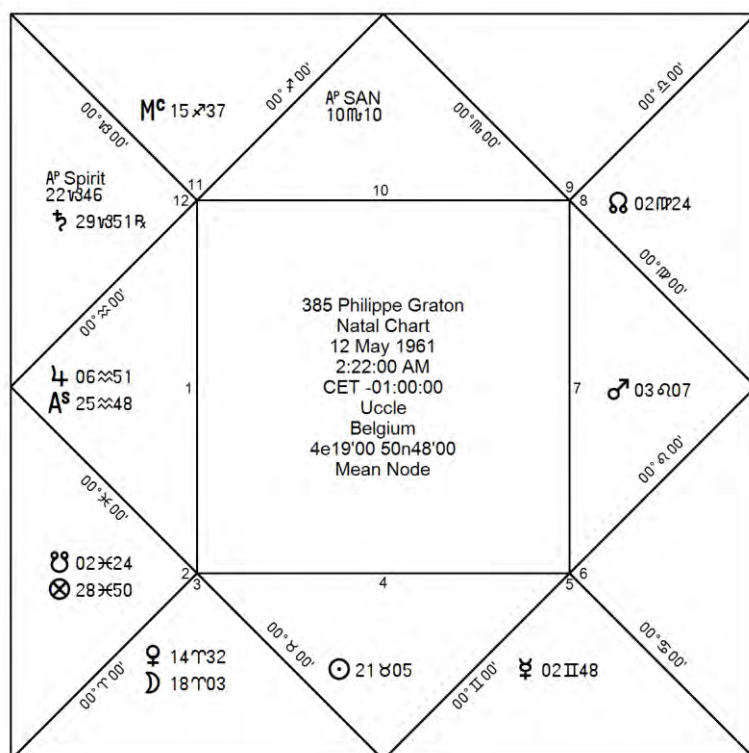 00° ♐ 00'
Mc 15♐37
AP SAN
10♏10
00° ♏ 00'
00° ♎ 00'
00° ♑ 00'
AP Spirit
22♑46
♄ 29♑51℞
11
12
10
9
8
☊ 02♍24
00° ♍ 00'
00° ♒ 00'
385 Philippe Graton
Natal Chart
12 May 1961
2:22:00 AM
CET -01:00:00
Uccle
Belgium
4e19'00 50n48'00
Mean Node
♃ 06♒51
As 25♒48
1
7
♂ 03♌07
00° ♌ 00'
00° ♓ 00'
☋ 02♓24
⊗ 28♓50
2
3
4
5
6
00° ♈ 00'
♀ 14♈32
☽ 18♈03
00° ♉ 00'
☉ 21♉05
00° ♊ 00'
☿ 02♊48
00° ♋ 00'